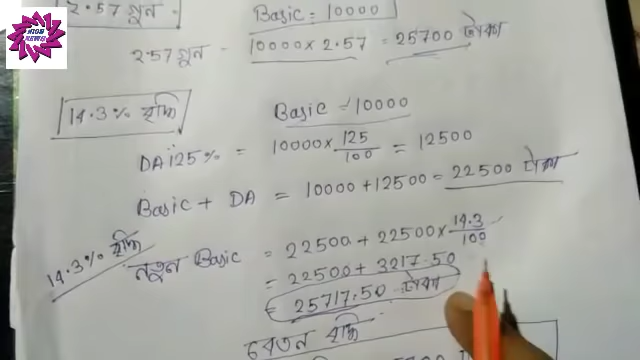 2.57 গুন
Basic = 10000
2.57 গুন - 10000 x 2.57 = 25700 টাকা
14.3% বৃদ্ধি
Basic = 10000
DA 125% = 10000 x 125/100 = 12500
Basic + DA = 10000 + 12500 = 22500 টাকা
14.3% বৃদ্ধি
নতুন Basic = 22500 + 22500 x 14.3/100
= 22500 + 3217.50
= 25717.50 টাকা
বেতন বৃদ্ধি